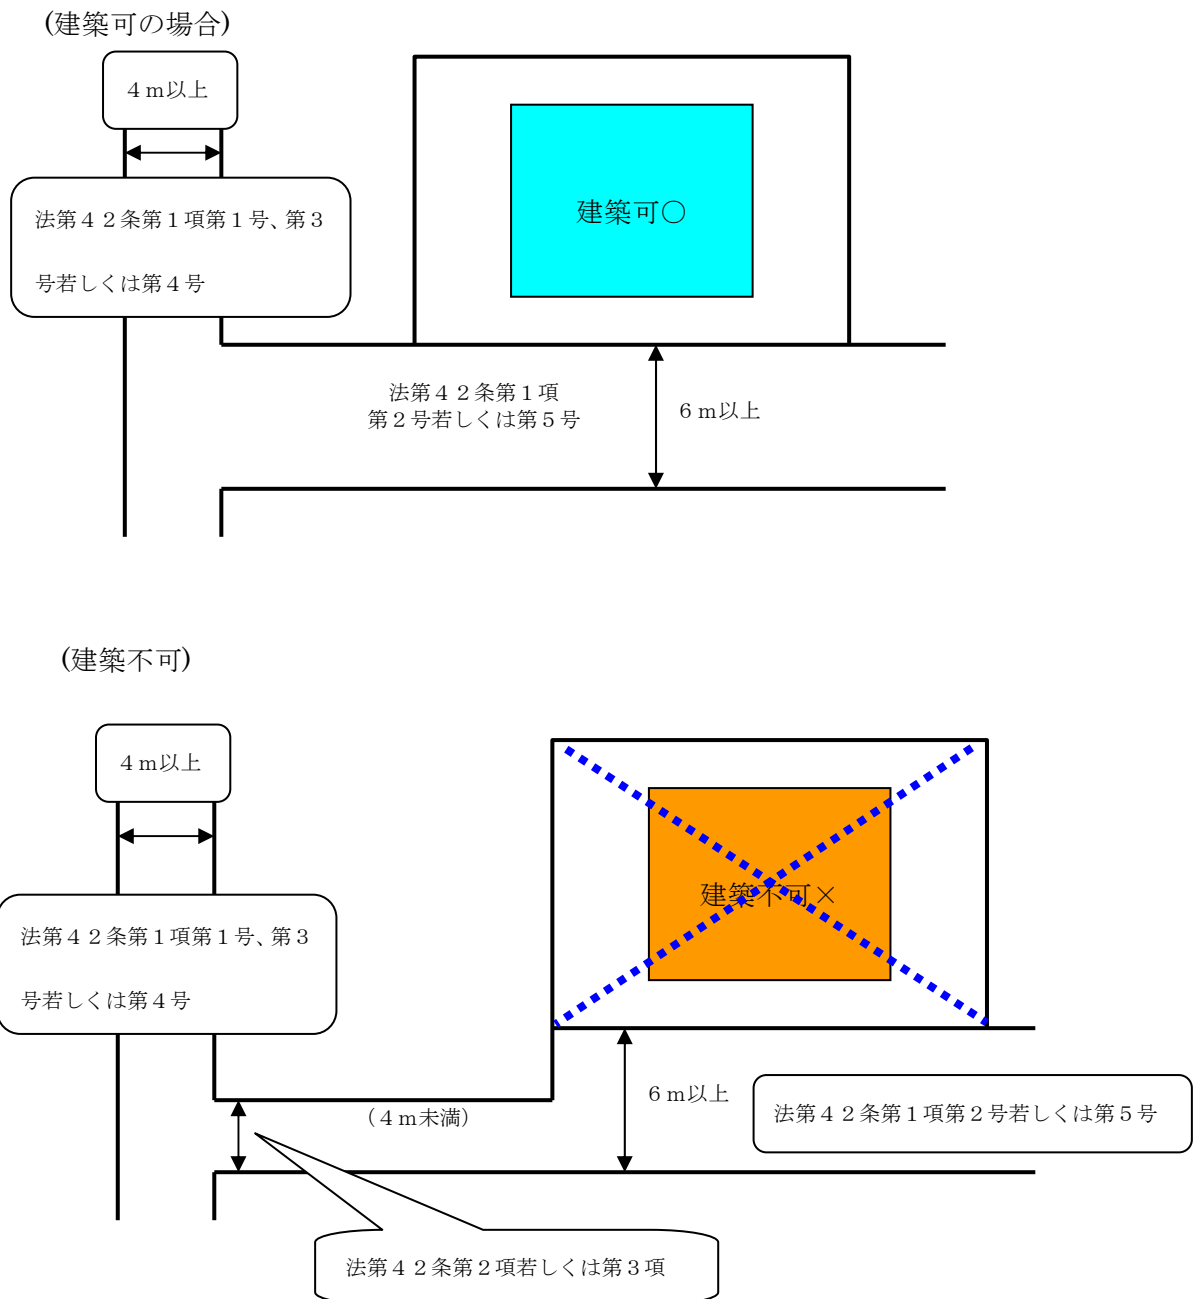 (建築可の場合)
４ｍ以上
法第４２条第１項第１号、第３
号若しくは第４号
建築可○
法第４２条第１項
第２号若しくは第５号
６ｍ以上
(建築不可)
４ｍ以上
法第４２条第１項第１号、第３
号若しくは第４号
建築不可×
（４ｍ未満）
６ｍ以上
法第４２条第１項第２号若しくは第５号
法第４２条第２項若しくは第３項